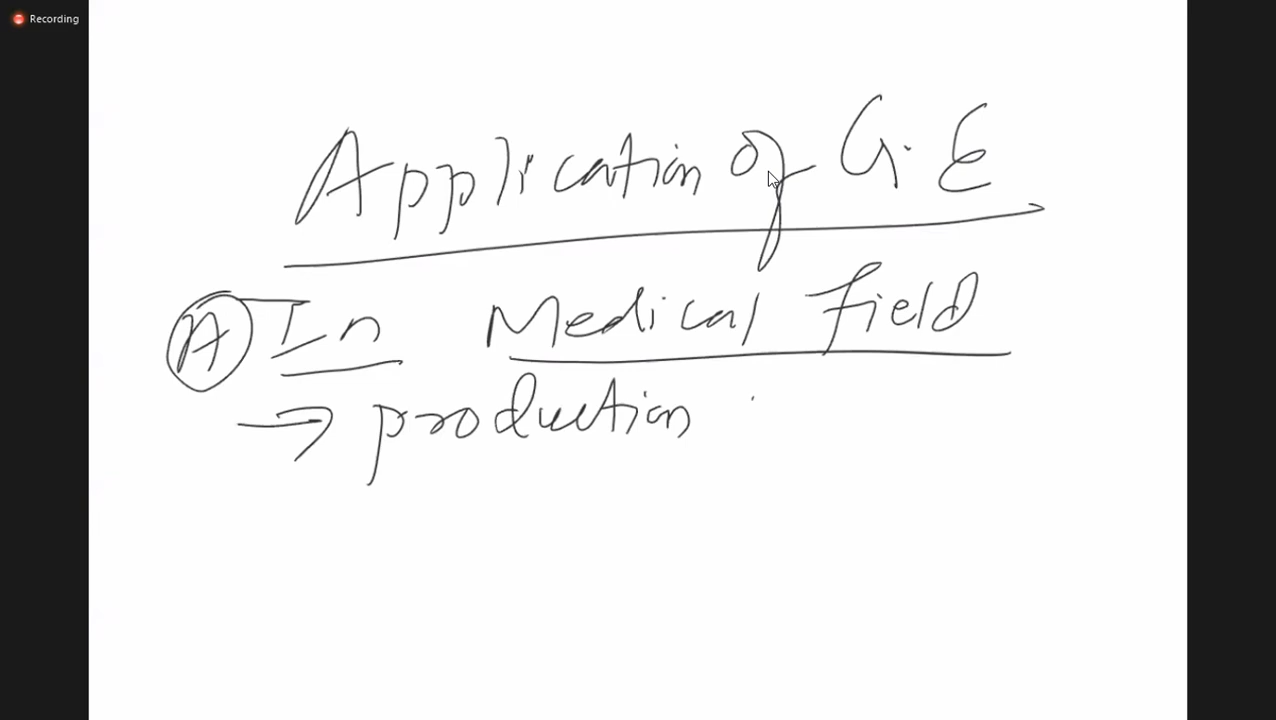 Recording
Application of G.E
A In Medical field
→ production